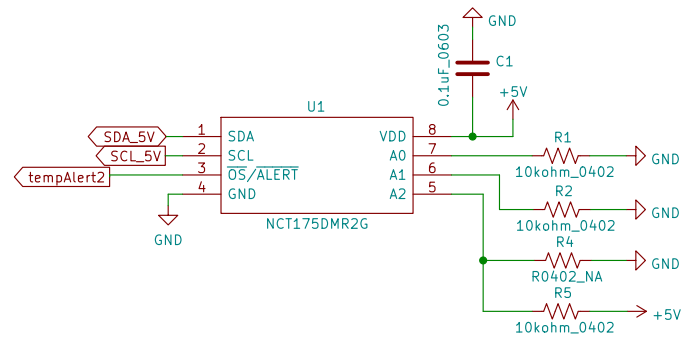 GND
0.1uF_0603
C1
+5V
U1
SDA_5V
1
SDA
VDD
8
R1
SCL_5V
2
SCL
A0
7
GND
10kohm_0402
tempAlert2
3
OS/ALERT
A1
6
R2
4
GND
A2
5
GND
NCT175DMR2G
10kohm_0402
GND
R4
GND
R0402_NA
R5
+5V
10kohm_0402